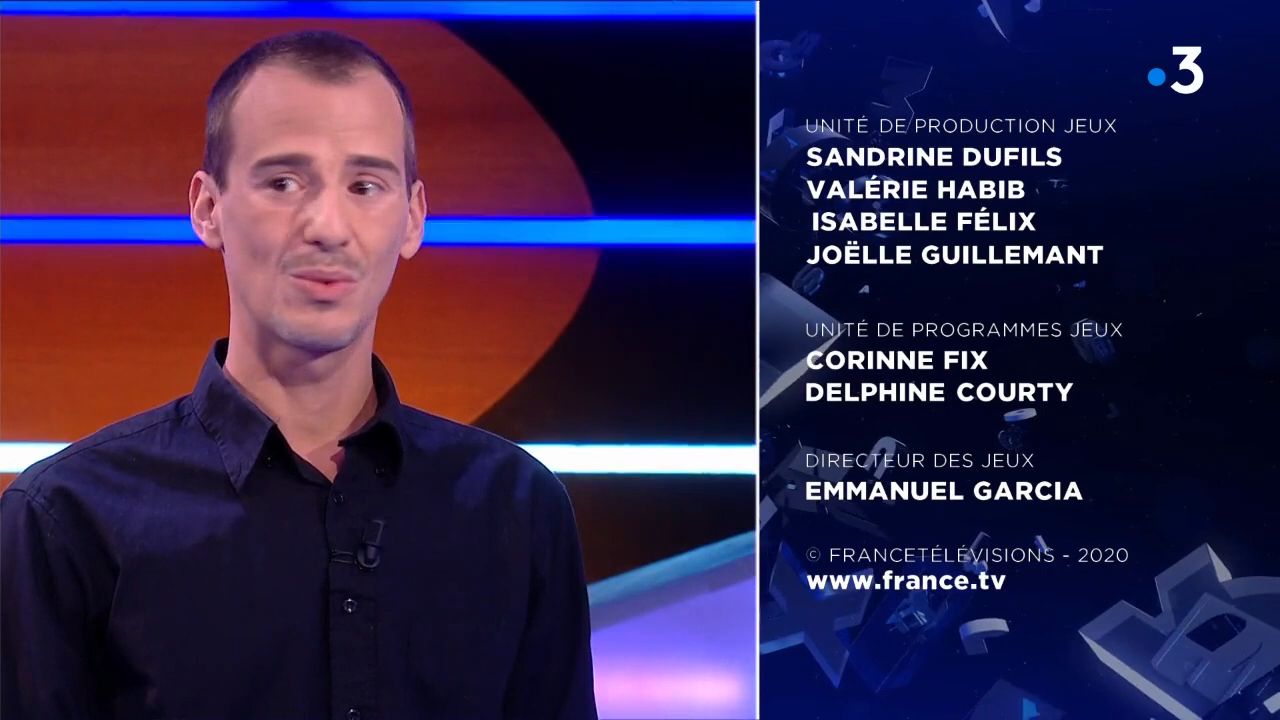 3
UNITÉ DE PRODUCTION JEUX
SANDRINE DUFILS
VALÉRIE HABIB
ISABELLE FÉLIX
JOËLLE GUILLEMANT
UNITÉ DE PROGRAMMES JEUX
CORINNE FIX
DELPHINE COURTY
DIRECTEUR DES JEUX
EMMANUEL GARCIA
© FRANCETÉLÉVISIONS - 2020
www.france.tv